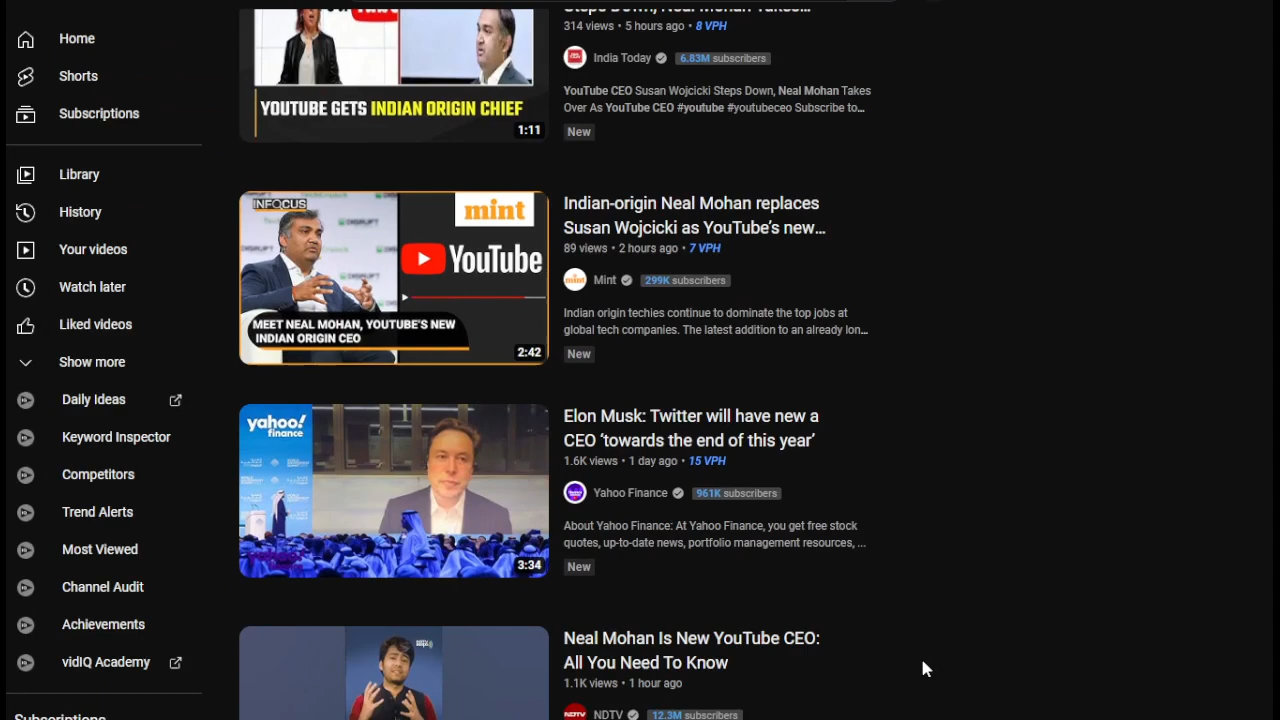 Home
Shorts
Subscriptions
Library
History
Your videos
Watch later
Liked videos
Show more
Daily Ideas
Keyword Inspector
Competitors
Trend Alerts
Most Viewed
Channel Audit
Achievements
vidIQ Academy
Subscriptions
YOUTUBE GETS INDIAN ORIGIN CHIEF
1:11
Steps Down, Neal Mohan Takes...
314 views • 5 hours ago • 8 VPH
India Today 6.83M subscribers
YouTube CEO Susan Wojcicki Steps Down, Neal Mohan Takes
Over As YouTube CEO #youtube #youtubeceo Subscribe to...
New
INFOCUS
mint
YouTube
MEET NEAL MOHAN, YOUTUBE'S NEW
INDIAN ORIGIN CEO
2:42
Indian-origin Neal Mohan replaces
Susan Wojcicki as YouTube's new...
89 views • 2 hours ago • 7 VPH
mint
Mint 299K subscribers
Indian origin techies continue to dominate the top jobs at
global tech companies. The latest addition to an already lon...
New
yahoo!
finance
3:34
Elon Musk: Twitter will have new a
CEO ‘towards the end of this year’
1.6K views • 1 day ago • 15 VPH
Yahoo Finance 961K subscribers
About Yahoo Finance: At Yahoo Finance, you get free stock
quotes, up-to-date news, portfolio management resources, ...
New
Neal Mohan Is New YouTube CEO:
All You Need To Know
1.1K views • 1 hour ago
NDTV
NDTV 12.3M subscribers